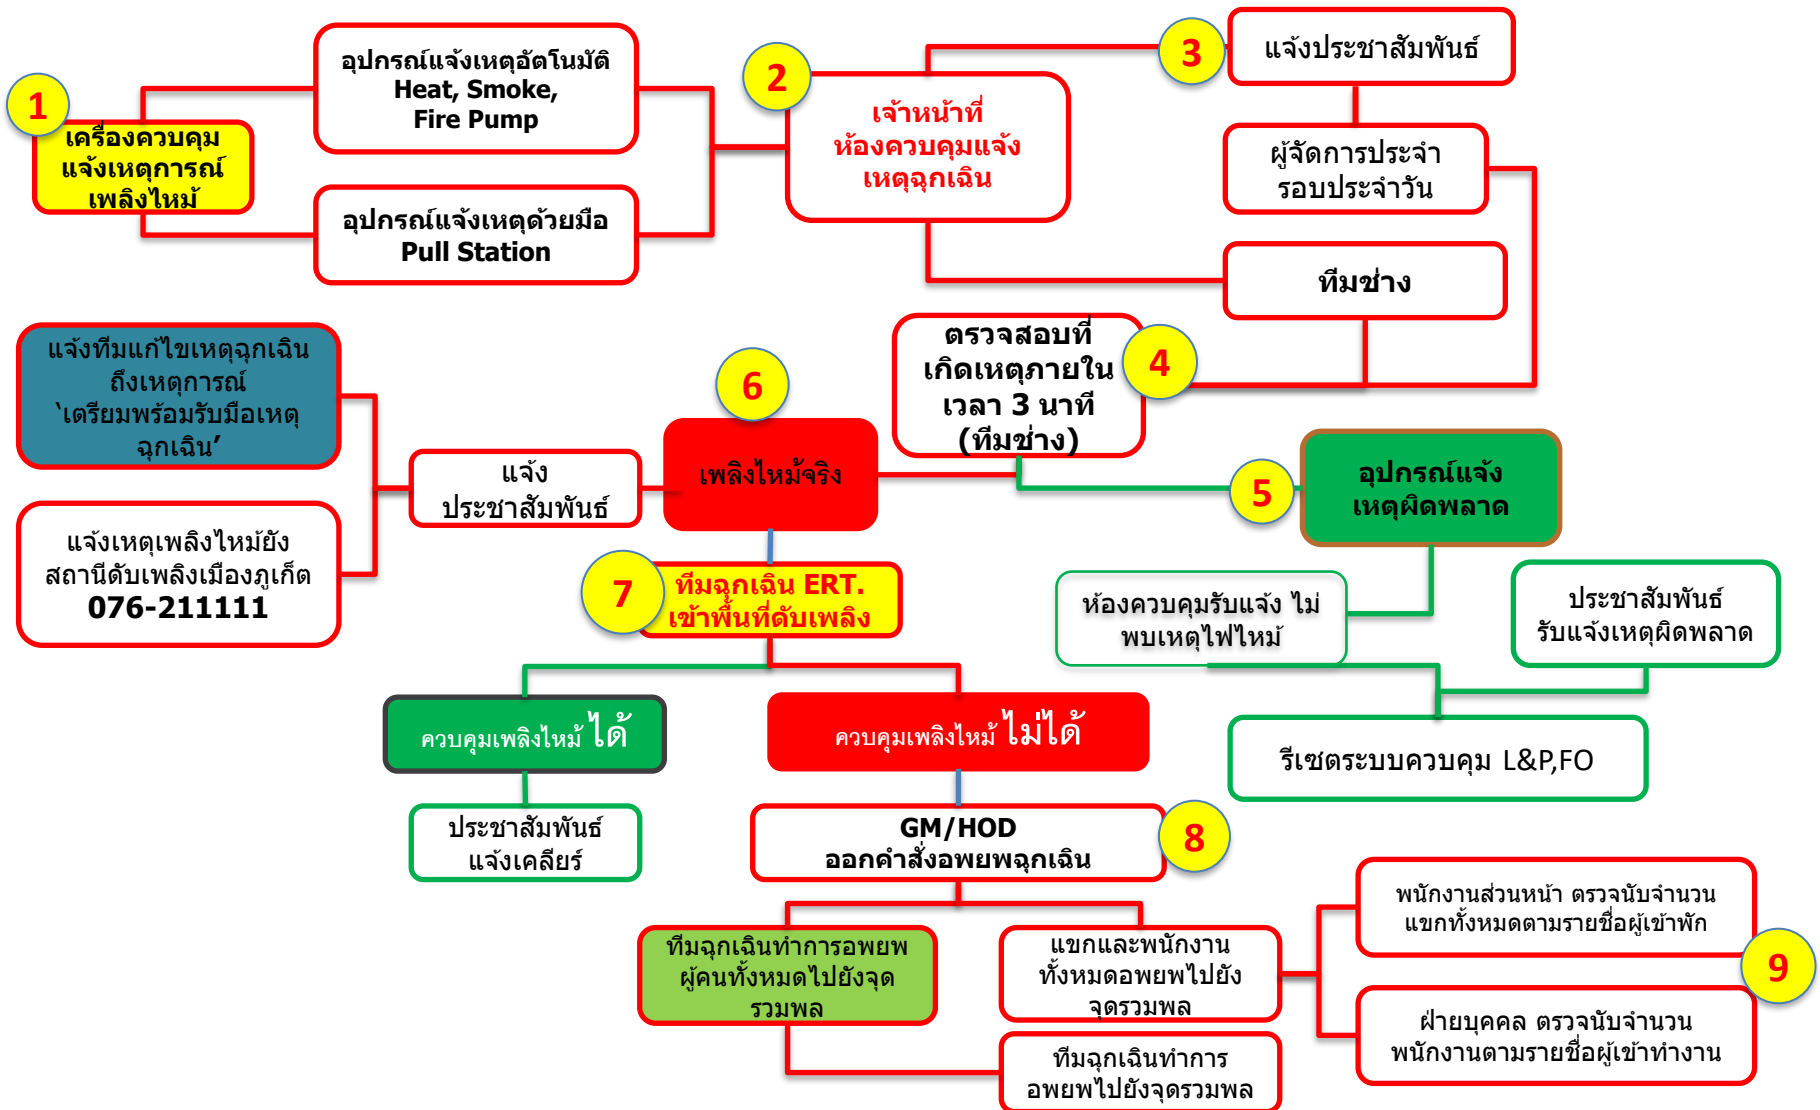 1
เครื่องควบคุม
แจ้งเหตุการณ์
เพลิงไหม้
อุปกรณ์แจ้งเหตุอัตโนมัติ
Heat, Smoke,
Fire Pump
อุปกรณ์แจ้งเหตุด้วยมือ
Pull Station
2
เจ้าหน้าที่
ห้องควบคุมแจ้ง
เหตุฉุกเฉิน
3
แจ้งประชาสัมพันธ์
ผู้จัดการประจำ
รอบประจำวัน
ทีมช่าง
ตรวจสอบที่
เกิดเหตุภายใน
เวลา 3 นาที
(ทีมช่าง)
4
5
อุปกรณ์แจ้ง
เหตุผิดพลาด
6
เพลิงไหม้จริง
แจ้ง
ประชาสัมพันธ์
แจ้งทีมแก้ไขเหตุฉุกเฉิน
ถึงเหตุการณ์
‘เตรียมพร้อมรับมือเหตุ
ฉุกเฉิน’
แจ้งเหตุเพลิงไหม้ยัง
สถานีดับเพลิงเมืองภูเก็ต
076-211111
7
ทีมฉุกเฉิน ERT.
เข้าพื้นที่ดับเพลิง
ห้องควบคุมรับแจ้ง ไม่
พบเหตุไฟไหม้
ประชาสัมพันธ์
รับแจ้งเหตุผิดพลาด
รีเซตระบบควบคุม L&P,FO
ควบคุมเพลิงไหม้ ได้
ควบคุมเพลิงไหม้ ไม่ได้
ประชาสัมพันธ์
แจ้งเคลียร์
GM/HOD
ออกคำสั่งอพยพฉุกเฉิน
8
ทีมฉุกเฉินทำการอพยพ
ผู้คนทั้งหมดไปยังจุด
รวมพล
แขกและพนักงาน
ทั้งหมดอพยพไปยัง
จุดรวมพล
ทีมฉุกเฉินทำการ
อพยพไปยังจุดรวมพล
พนักงานส่วนหน้า ตรวจนับจำนวน
แขกทั้งหมดตามรายชื่อผู้เข้าพัก
9
ฝ่ายบุคคล ตรวจนับจำนวน
พนักงานตามรายชื่อผู้เข้าทำงาน